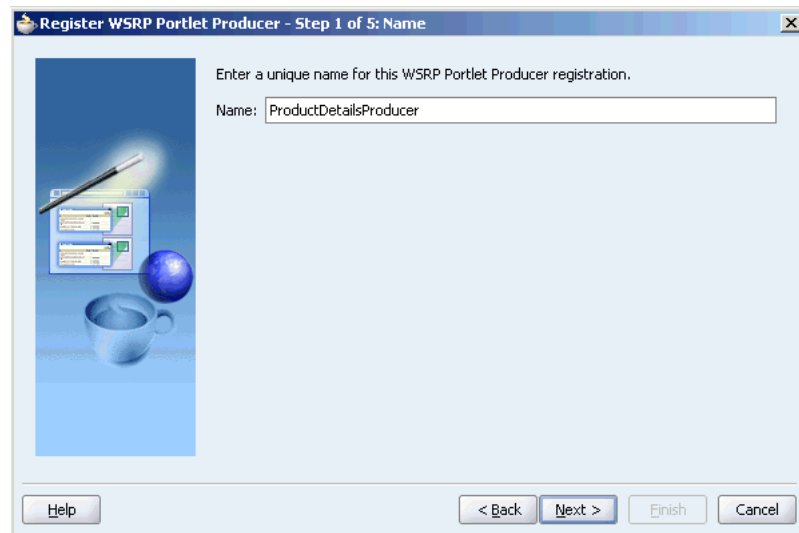 Register WSRP Portlet Producer - Step 1 of 5: Name
Enter a unique name for this WSRP Portlet Producer registration.
Name: ProductDetailsProducer
Help < Back Next > Finish Cancel